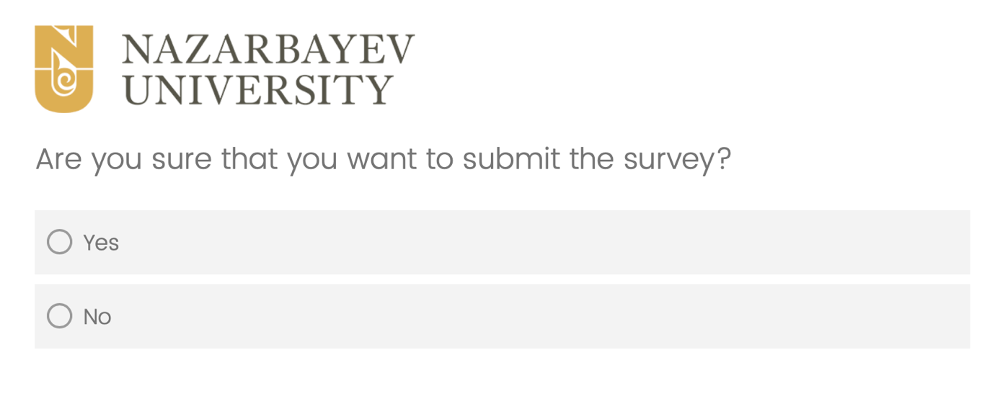 NAZARBAYEV
UNIVERSITY
Are you sure that you want to submit the survey?
Yes
No